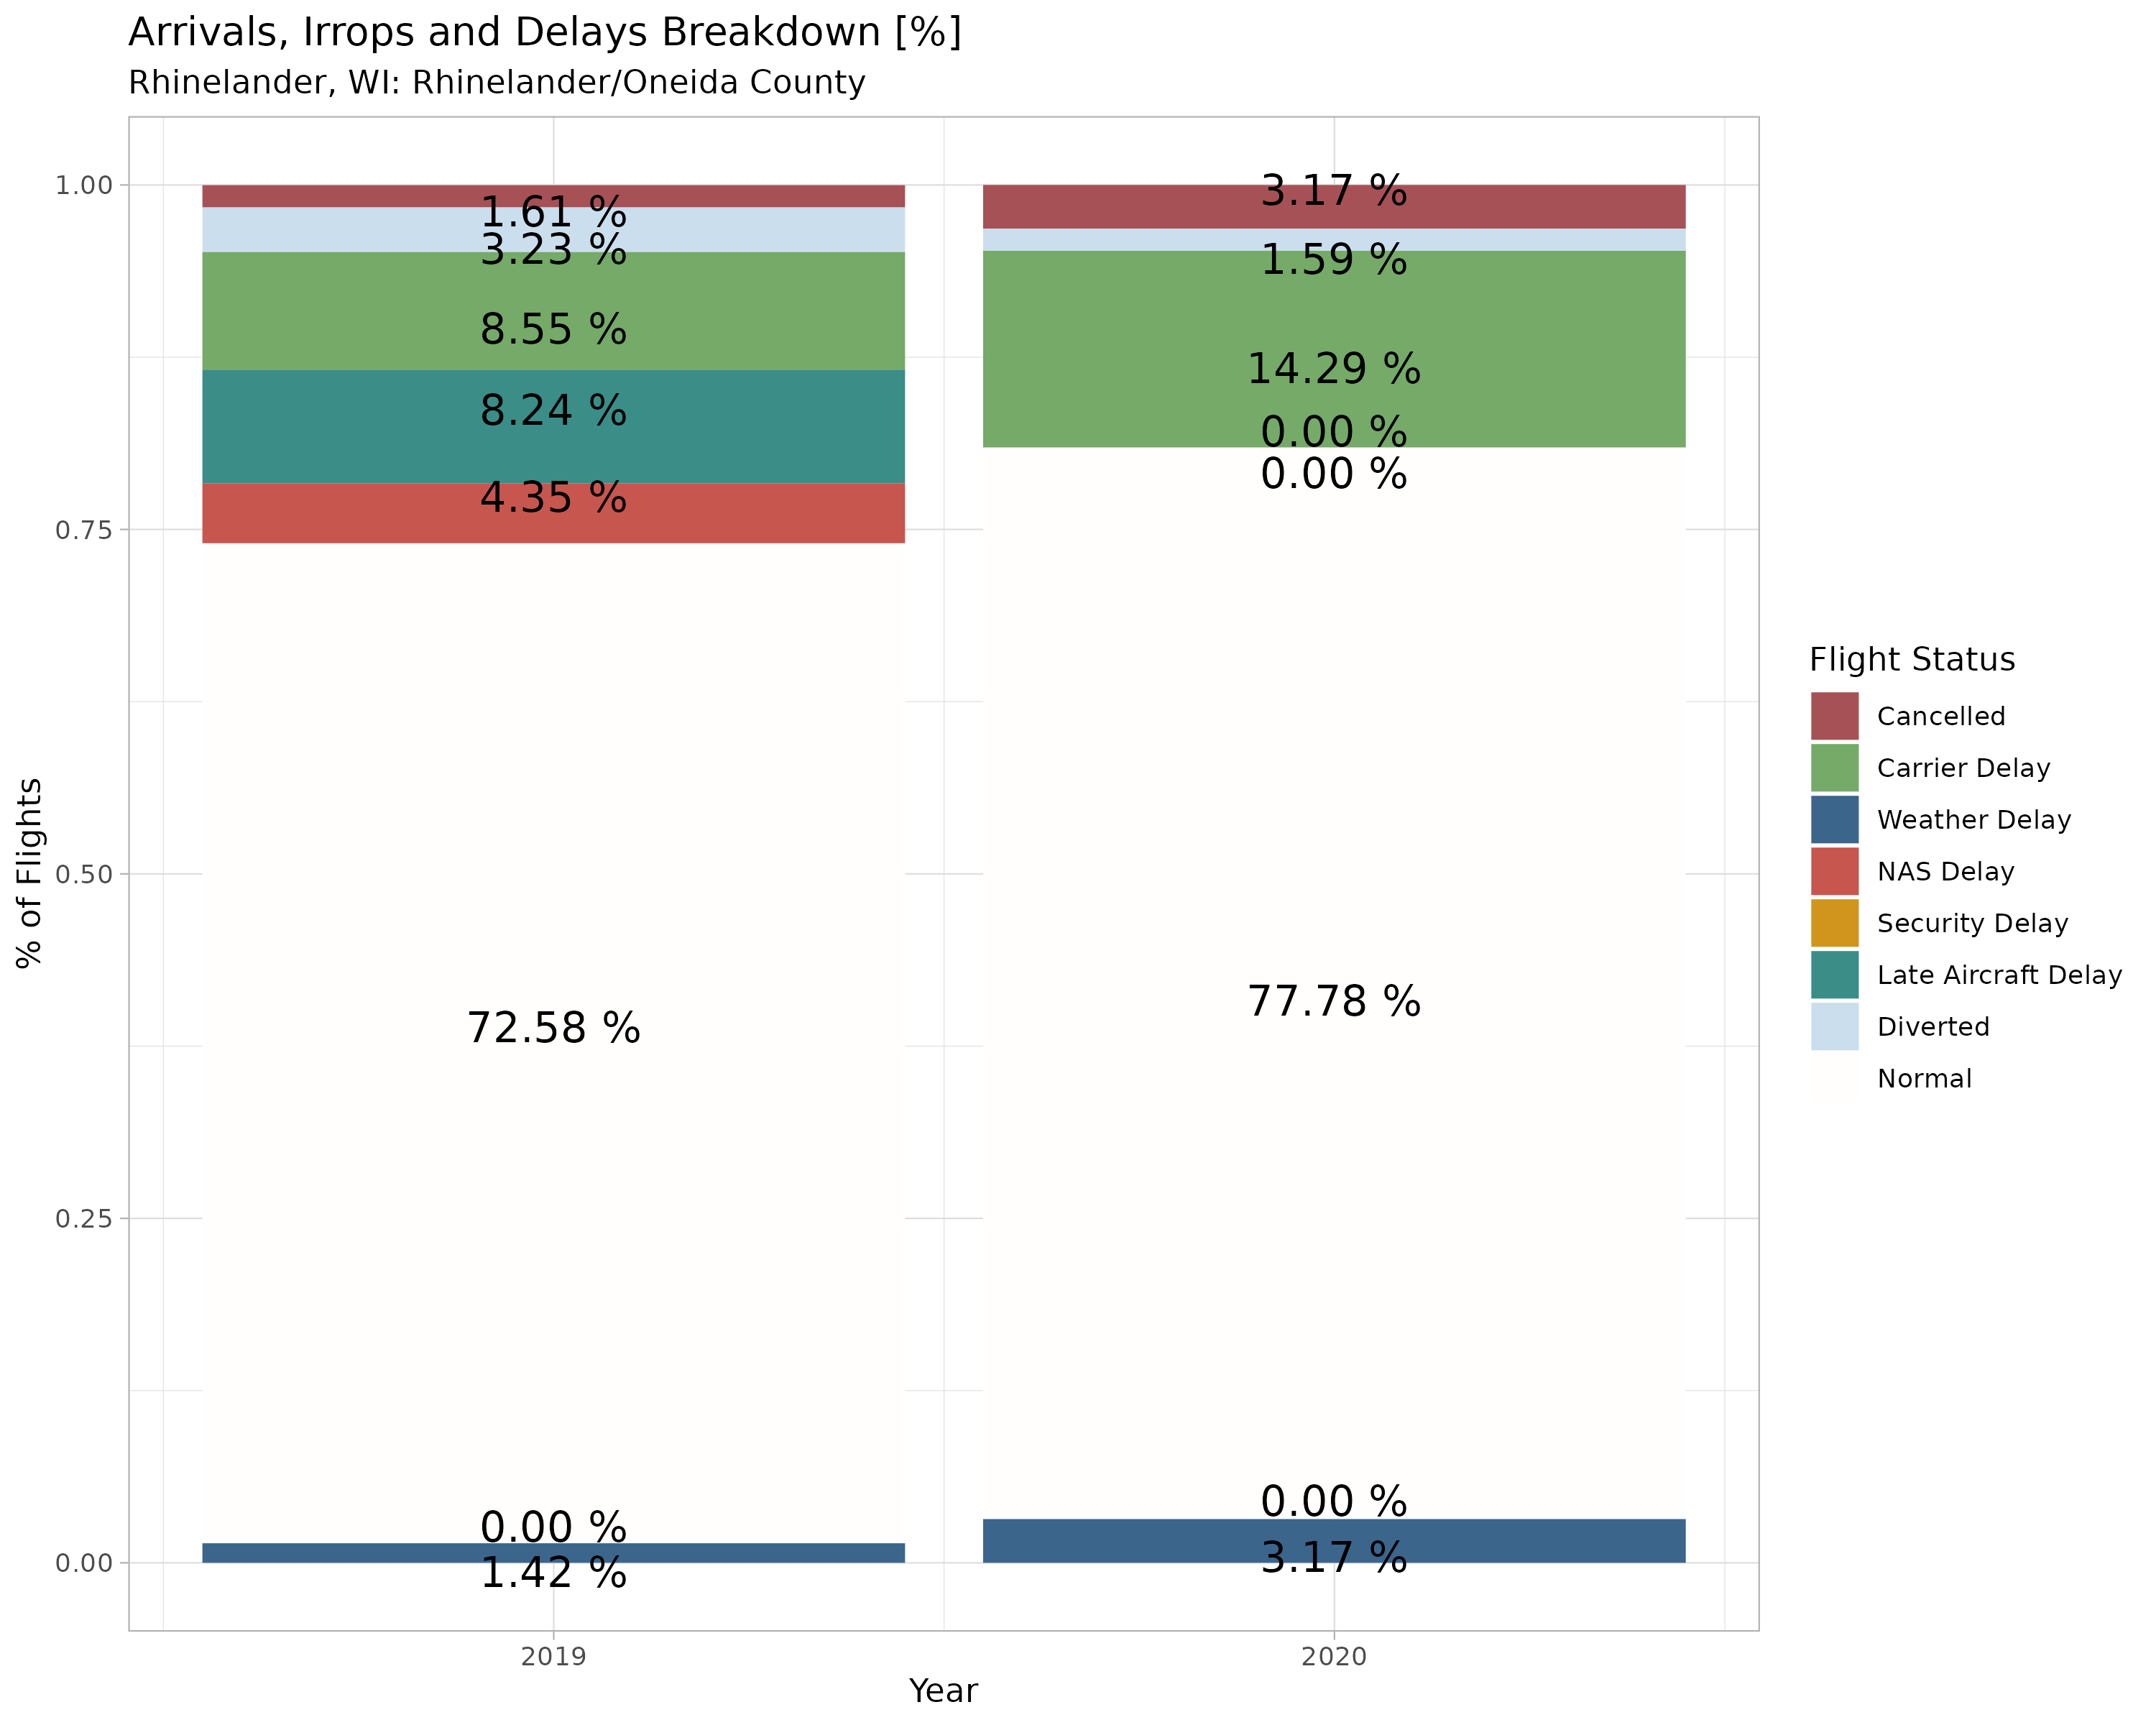 Arrivals, Irrops and Delays Breakdown [%]
Rhinelander, WI: Rhinelander/Oneida County
% of Flights
1.00
0.75
0.50
0.25
0.00
1.61 %
3.23 %
8.55 %
8.24 %
4.35 %
72.58 %
0.00 %
1.42 %
3.17 %
1.59 %
14.29 %
0.00 %
0.00 %
77.78 %
0.00 %
3.17 %
2019
2020
Year
Flight Status
Cancelled
Carrier Delay
Weather Delay
NAS Delay
Security Delay
Late Aircraft Delay
Diverted
Normal